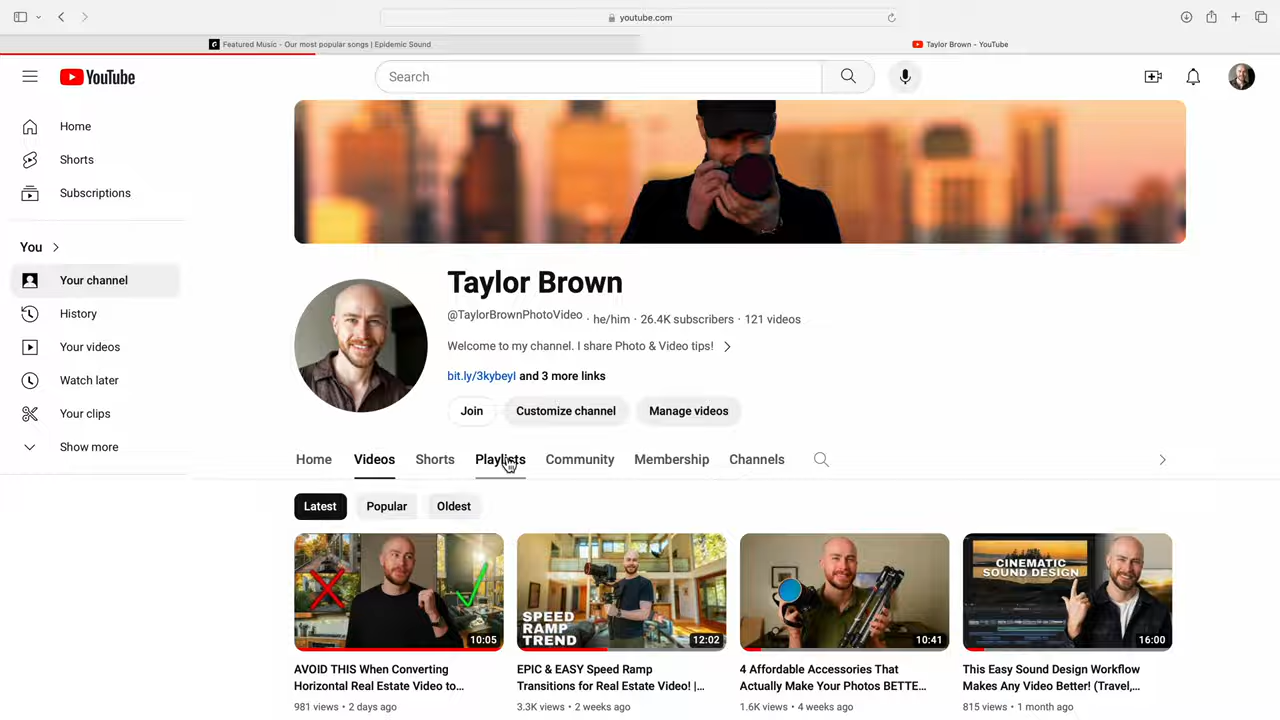 youtube.com
Featured Music - Our most popular songs | Epidemic Sound
Taylor Brown - YouTube
YouTube
Search
Home
Shorts
Subscriptions
You
Your channel
History
Your videos
Watch later
Your clips
Show more
Taylor Brown
@TaylorBrownPhotoVideo · he/him · 26.4K subscribers · 121 videos
Welcome to my channel. I share Photo & Video tips!
bit.ly/3kybeyI and 3 more links
Join
Customize channel
Manage videos
Home
Videos
Shorts
Playlists
Community
Membership
Channels
Latest
Popular
Oldest
10:05
SPEED
RAMP
TREND
12:02
10:41
CINEMATIC
SOUND DESIGN
16:00
AVOID THIS When Converting
Horizontal Real Estate Video to…
981 views • 2 days ago
EPIC & EASY Speed Ramp
Transitions for Real Estate Video! |…
3.3K views • 2 weeks ago
4 Affordable Accessories That
Actually Make Your Photos BETTE…
1.6K views • 4 weeks ago
This Easy Sound Design Workflow
Makes Any Video Better! (Travel,…
815 views • 1 month ago